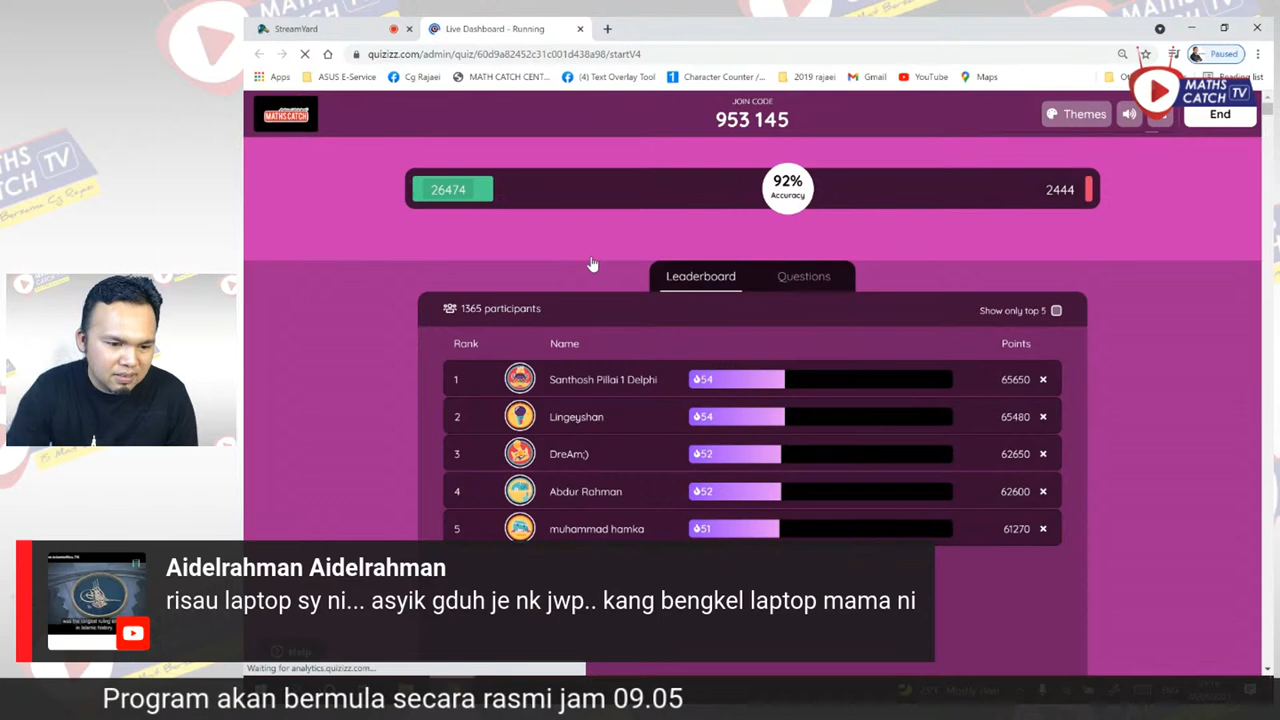 StreamYard
Live Dashboard - Running
quizizz.com/admin/quiz/60d9a82452c31c001d438a98/startV4
Paused
Apps
ASUS E-Service
Cg Rajaei
MATH CATCH CENT...
(4) Text Overlay Tool
Character Counter /...
2019 rajaei
Gmail
YouTube
Maps
Reading list
MATHS
CATCH
TV
MATHS CATCH
JOIN CODE
953 145
Themes
End
26474
92%
Accuracy
2444
Leaderboard
Questions
1365 participants
Show only top 5
Rank
Name
Points
1
Santhosh Pillai 1 Delphi
54
65650
2
Lingeyshan
54
65480
3
DreAm;)
52
62650
4
Abdur Rahman
52
62600
5
muhammad hamka
51
61270
Aidelrahman Aidelrahman
risau laptop sy ni... asyik gduh je nk jwp.. kang bengkel laptop mama ni
Help
Waiting for analytics.quizizz.com...
Program akan bermula secara rasmi jam 09.05